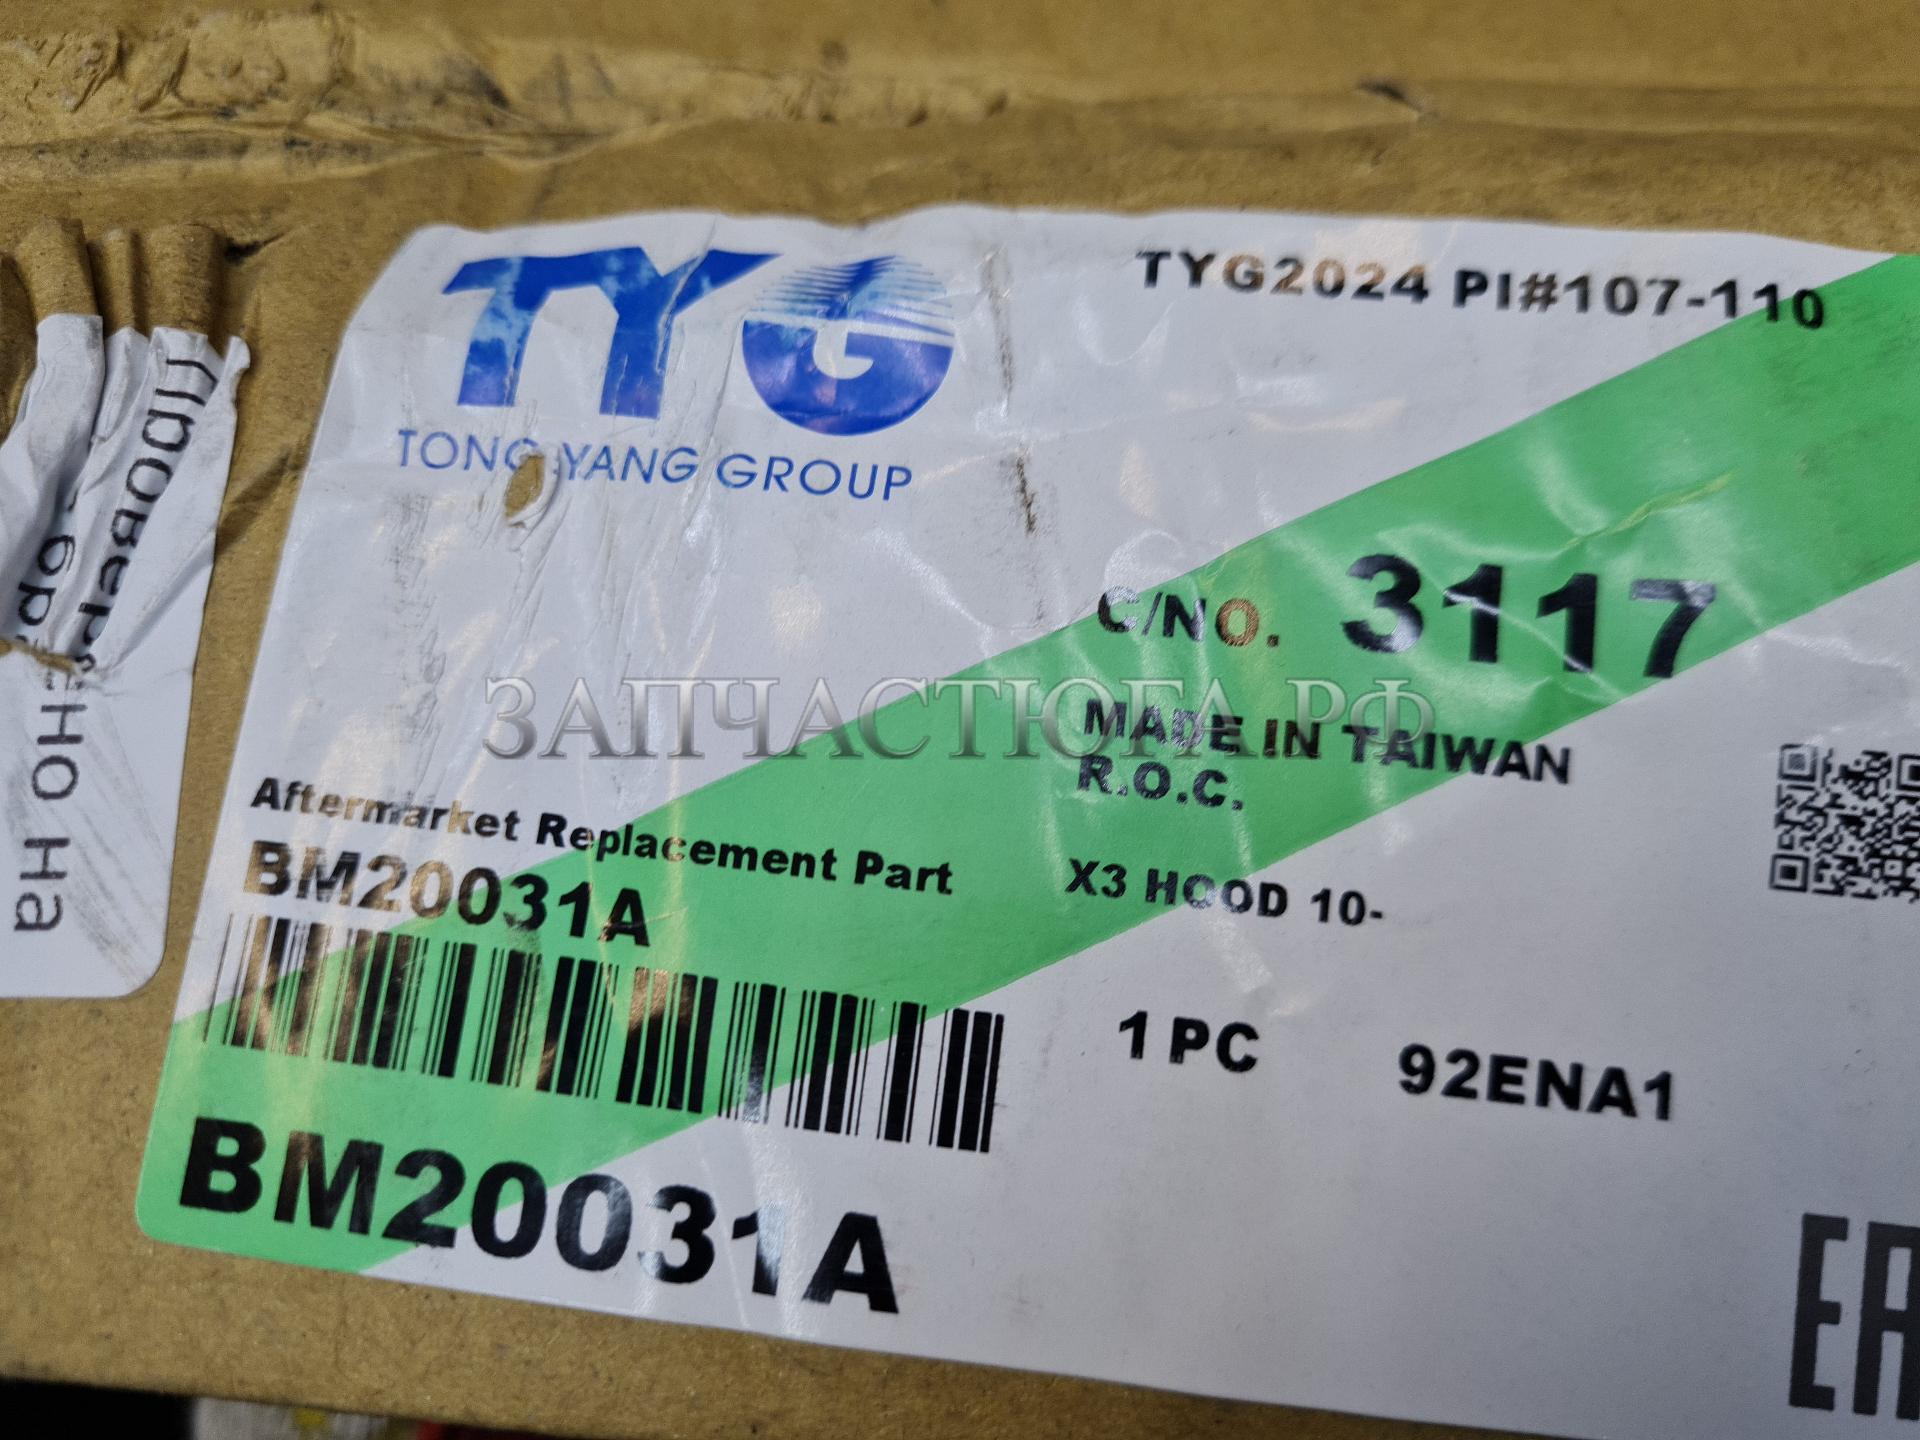 TYG
TONG YANG GROUP
TYG2024 PI#107-110
C/NO. 3117
MADE IN TAIWAN
R.O.C.
ЗАПЧАСТЮГА.РФ
Aftermarket Replacement Part
BM20031A
X3 HOOD 10-
1 PC 92ENA1
BM20031A
на